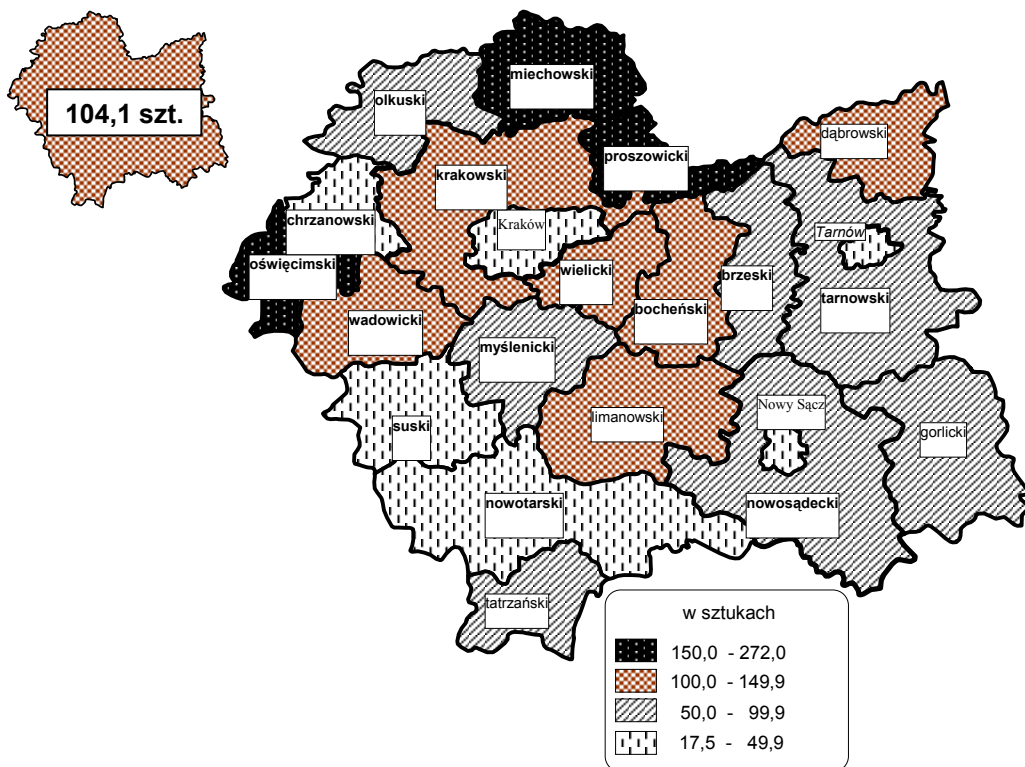 104,1 szt.
miechowski
olkuski
dąbrowski
proszowicki
krakowski
chrzanowski
Kraków
Tarnów
oświęcimski
wielicki
brzeski
tarnowski
bocheński
wadowicki
myślenicki
Nowy Sącz
limanowski
suski
gorlicki
nowotarski
nowosądecki
tatrzański
w sztukach
150,0 - 272,0
100,0 - 149,9
50,0 - 99,9
17,5 - 49,9